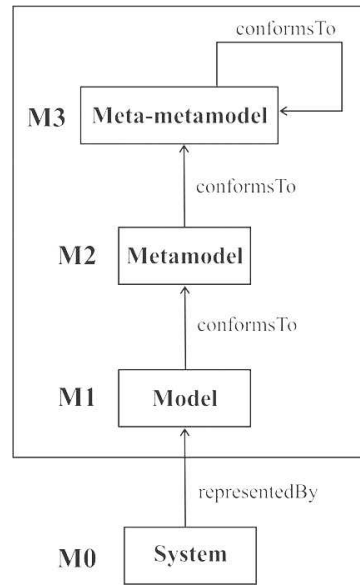 conformsTo
M3 Meta-metamodel
conformsTo
M2 Metamodel
conformsTo
M1 Model
representedBy
M0 System